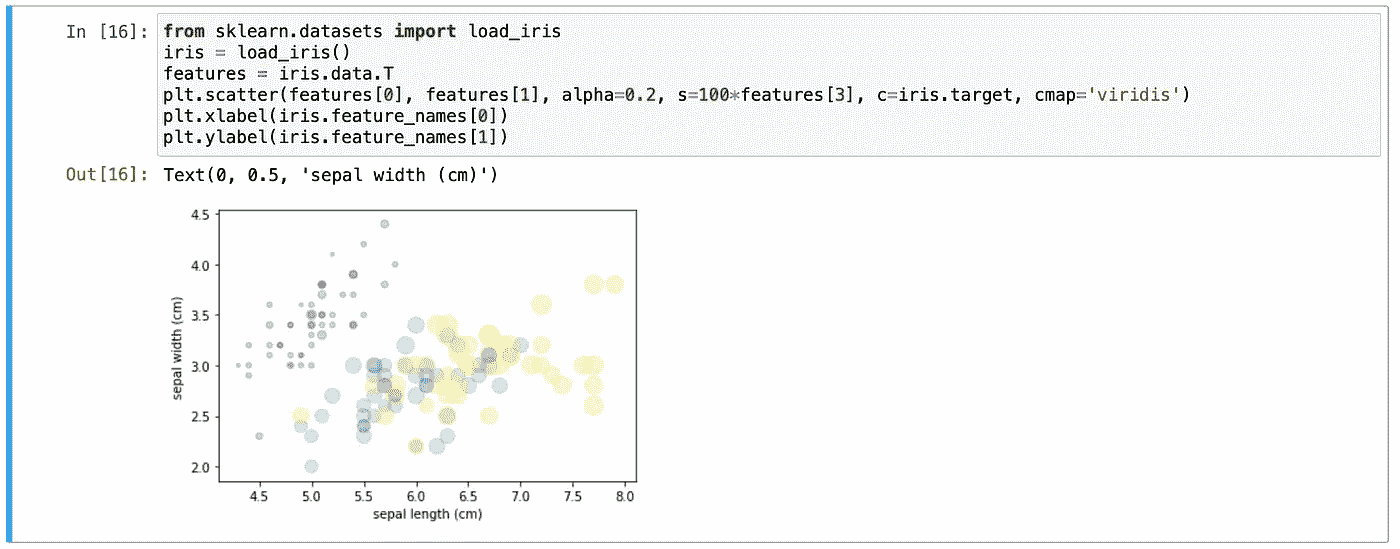 In [16]: from sklearn.datasets import load_iris
iris = load_iris()
features = iris.data.T
plt.scatter(features[0], features[1], alpha=0.2, s=100*features[3], c=iris.target, cmap='viridis')
plt.xlabel(iris.feature_names[0])
plt.ylabel(iris.feature_names[1])
Out[16]: Text(0, 0.5, 'sepal width (cm)')
4.5
4.0
3.5
3.0
2.5
2.0
sepal width (cm)
4.5 5.0 5.5 6.0 6.5 7.0 7.5 8.0
sepal length (cm)